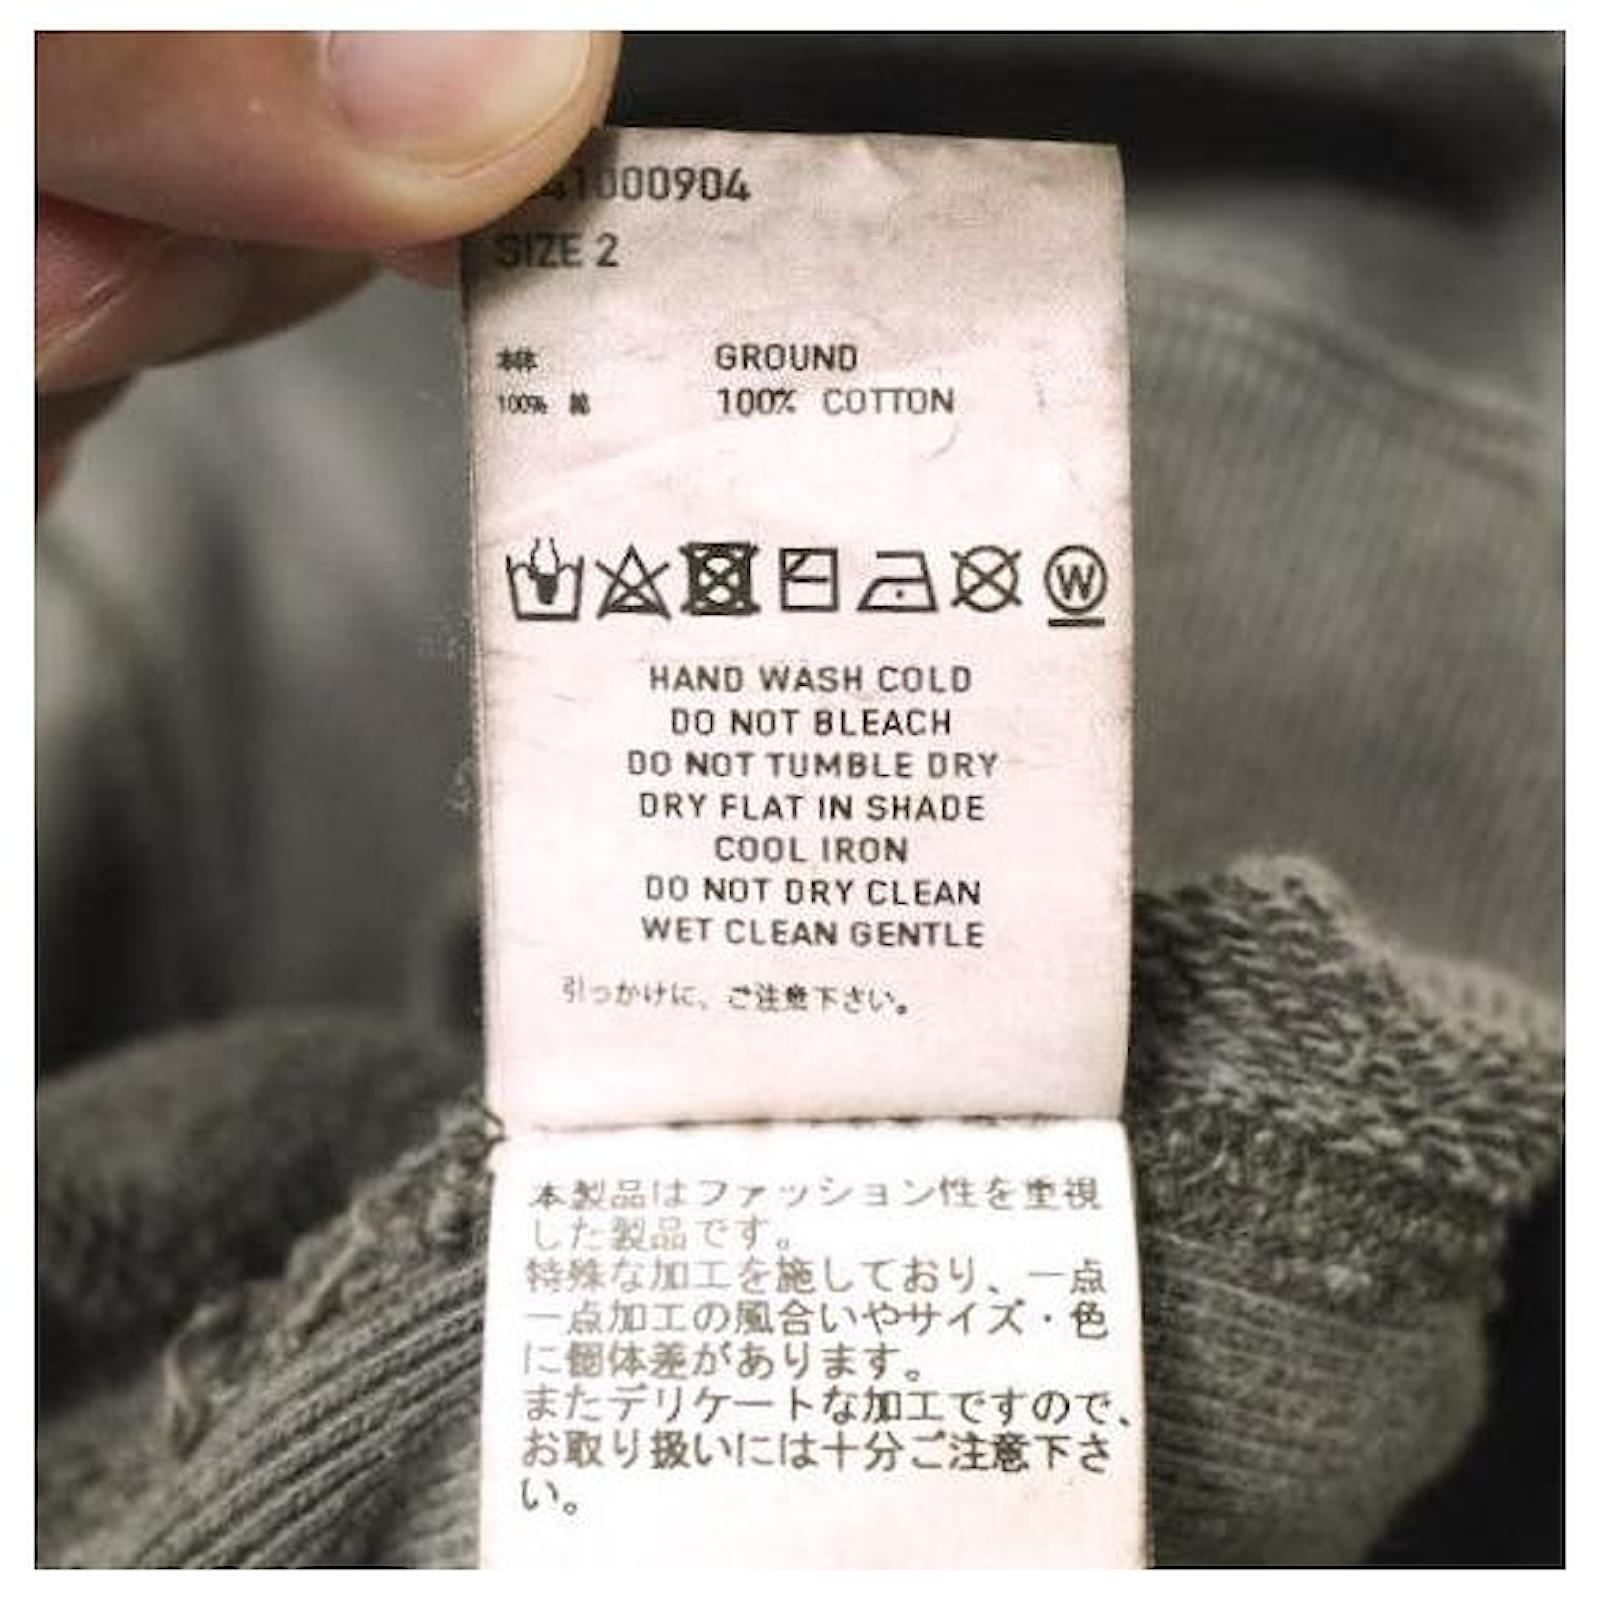 41000904
SIZE 2
本体 GROUND
100% 綿 100% COTTON
W
HAND WASH COLD
DO NOT BLEACH
DO NOT TUMBLE DRY
DRY FLAT IN SHADE
COOL IRON
DO NOT DRY CLEAN
WET CLEAN GENTLE
引っかけに、ご注意下さい。
本製品はファッション性を重視
した製品です。
特殊な加工を施しており、一点
一点加工の風合いやサイズ・色
に個体差があります。
またデリケートな加工ですので、
お取り扱いには十分ご注意下さ
い。